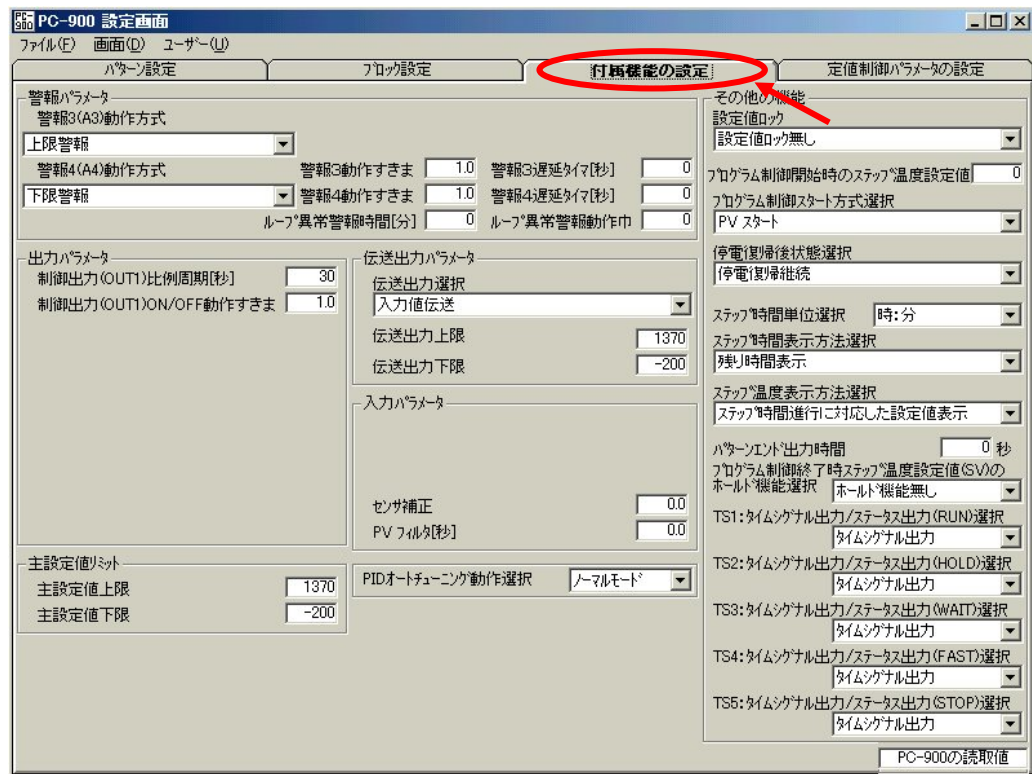 PC-900 PC-900 設定画面
ファイル(F) 画面(D) ユーザー(U)
パターン設定 ブロック設定 付属機能の設定 定値制御パラメータの設定
警報パラメータ
警報3(A3)動作方式
上限警報
警報4(A4)動作方式 警報3動作すきま 1.0 警報3遅延タイマ[秒] 0
下限警報 警報4動作すきま 1.0 警報4遅延タイマ[秒] 0
ループ異常警報時間[分] 0 ループ異常警報動作巾 0
出力パラメータ
制御出力(OUT1)比例周期[秒] 30
制御出力(OUT1)ON/OFF動作すきま 1.0
伝送出力パラメータ
伝送出力選択
入力値伝送
伝送出力上限 1370
伝送出力下限 -200
入力パラメータ
センサ補正 0.0
PV フィルタ[秒] 0.0
主設定値リミット
主設定値上限 1370
主設定値下限 -200
PIDオートチューニング動作選択 ノーマルモード
その他の機能
設定値ロック
設定値ロック無し
プログラム制御開始時のステップ温度設定値 0
プログラム制御スタート方式選択
PV スタート
停電復帰後状態選択
停電復帰継続
ステップ時間単位選択 時:分
ステップ時間表示方法選択
残り時間表示
ステップ温度表示方法選択
ステップ時間進行に対応した設定値表示
パターンエンド出力時間 0 秒
プログラム制御終了時ステップ温度設定値(SV)の
ホールド機能選択 ホールド機能無し
TS1:タイムシグナル出力/ステータス出力(RUN)選択
タイムシグナル出力
TS2:タイムシグナル出力/ステータス出力(HOLD)選択
タイムシグナル出力
TS3:タイムシグナル出力/ステータス出力(WAIT)選択
タイムシグナル出力
TS4:タイムシグナル出力/ステータス出力(FAST)選択
タイムシグナル出力
TS5:タイムシグナル出力/ステータス出力(STOP)選択
タイムシグナル出力
PC-900の読取値